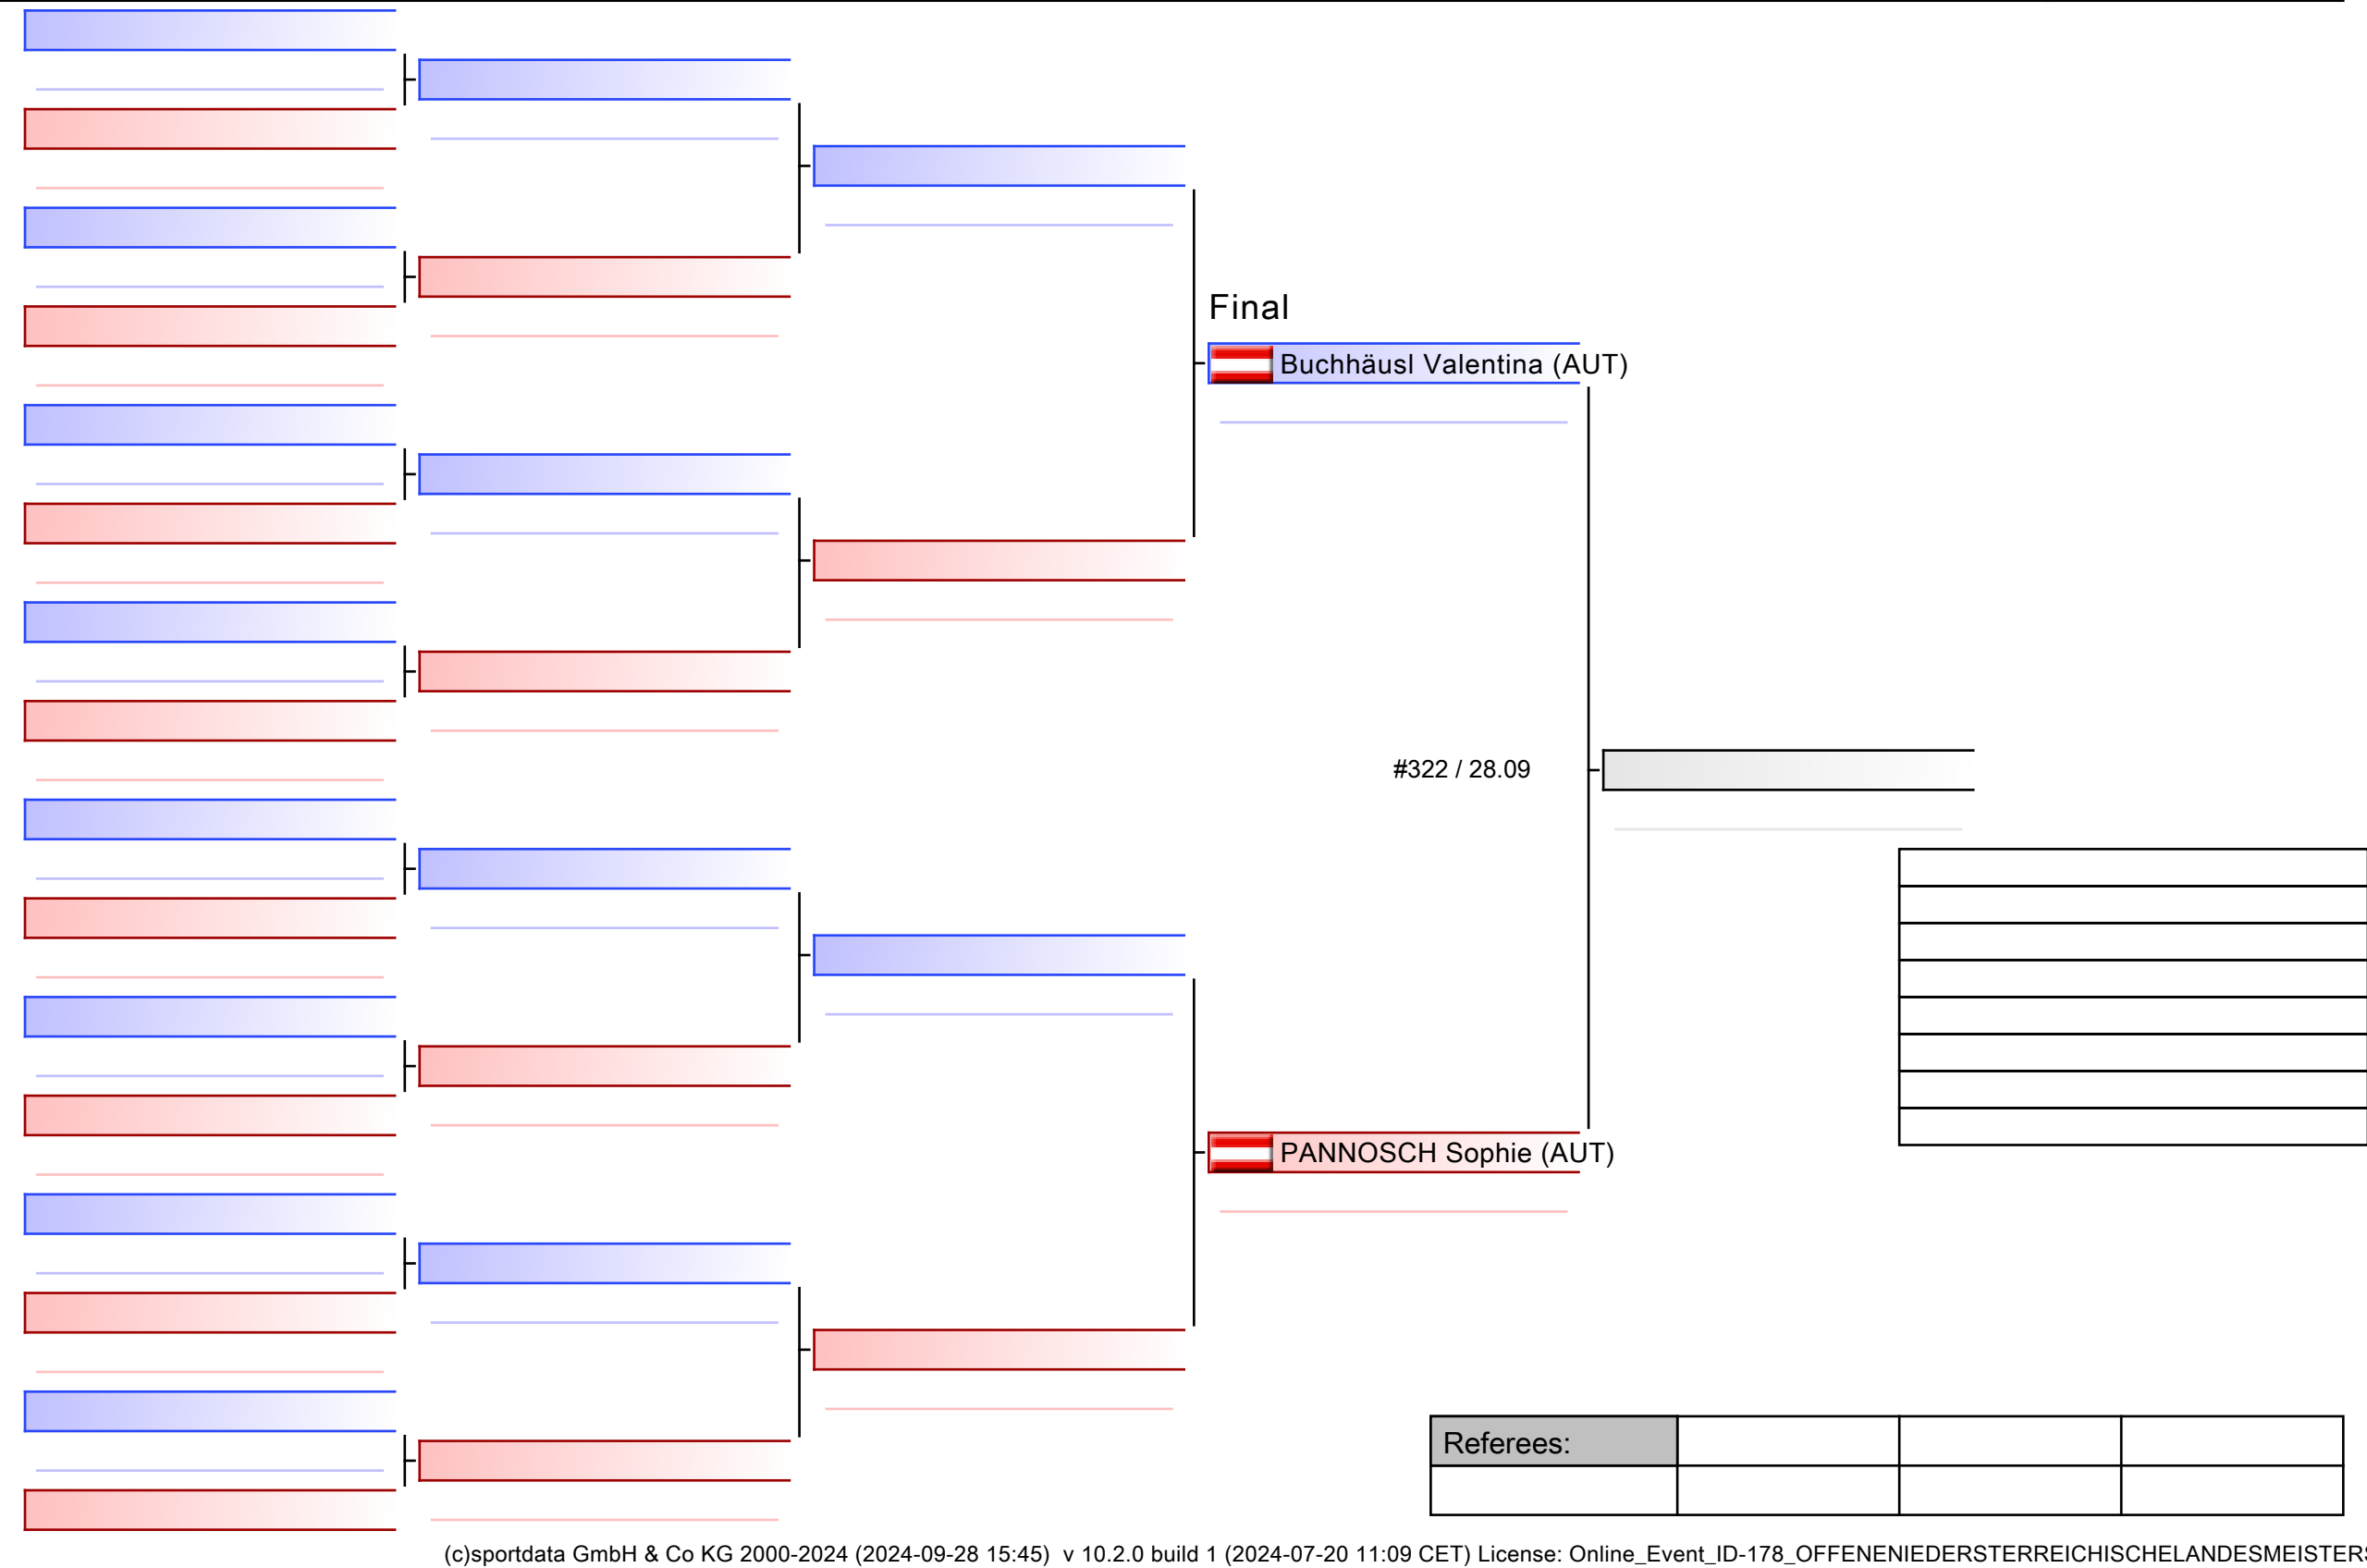 Final
Buchhäusl Valentina (AUT)
#322 / 28.09
PANNOSCH Sophie (AUT)
Referees:
(c)sportdata GmbH & Co KG 2000-2024 (2024-09-28 15:45) v 10.2.0 build 1 (2024-07-20 11:09 CET) License: Online_Event_ID-178_OFFENENIEDERSTERREICHISCHELANDESMEISTERS